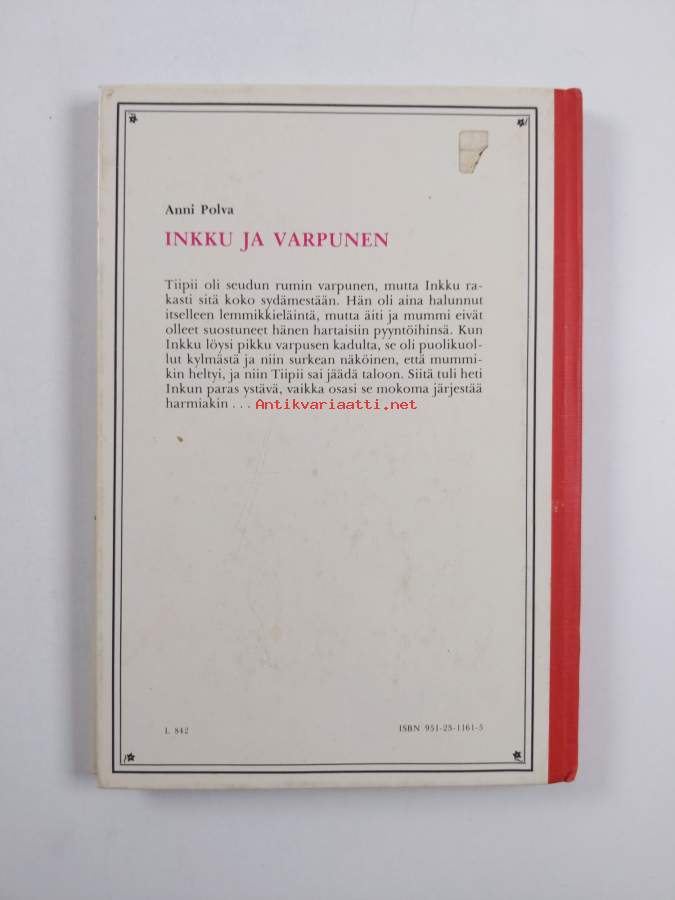 Anni Polva
INKKU JA VARPUNEN
Tiipii oli seudun rumin varpunen, mutta Inkku ra-
kasti sitä koko sydämestään. Hän oli aina halunnut
itselleen lemmikkieläintä, mutta äiti ja mummi eivät
olleet suostuneet hänen hartaisiin pyyntöihinsä. Kun
Inkku löysi pikku varpusen kadulta, se oli puolikuol-
lut kylmästä ja niin surkean näköinen, että mummi-
kin heltyi, ja niin Tiipii sai jäädä taloon. Siitä tuli heti
Inkun paras ystävä, vaikka osasi se mokoma järjestää
harmiakin . . .
Antikvariaatti.net
L 842
ISBN 951-25-1161-5